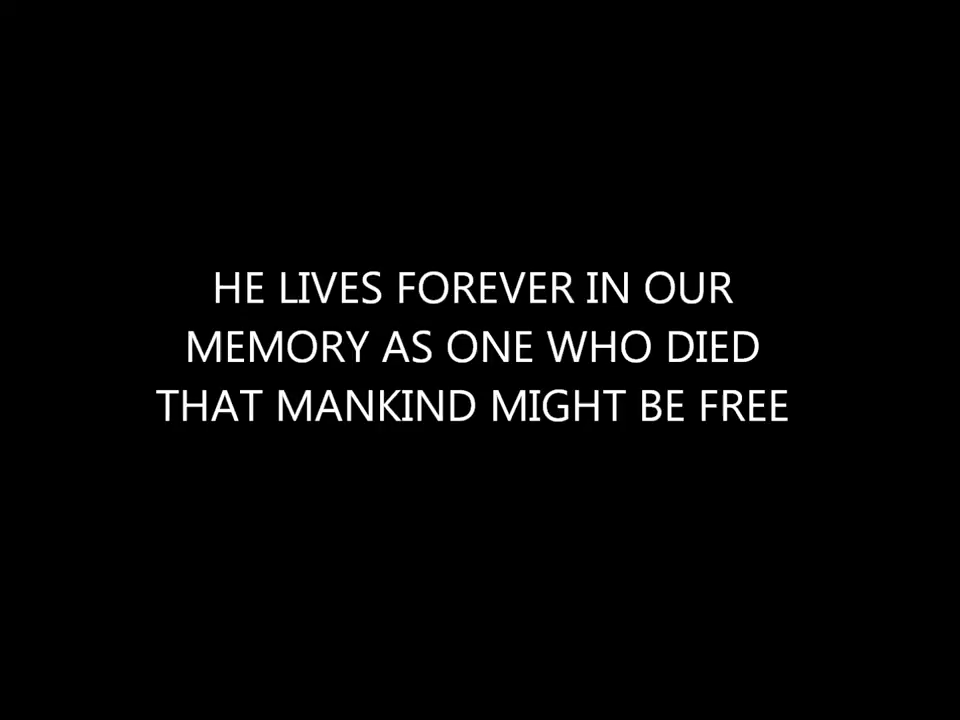 HE LIVES FOREVER IN OUR
MEMORY AS ONE WHO DIED
THAT MANKIND MIGHT BE FREE